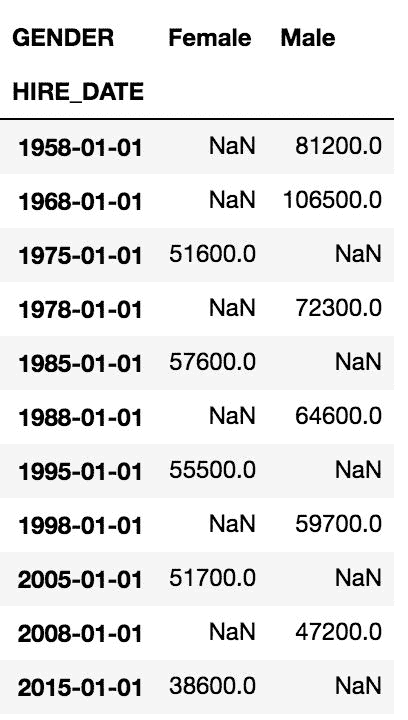 GENDER Female Male
HIRE_DATE
1958-01-01 NaN 81200.0
1968-01-01 NaN 106500.0
1975-01-01 51600.0 NaN
1978-01-01 NaN 72300.0
1985-01-01 57600.0 NaN
1988-01-01 NaN 64600.0
1995-01-01 55500.0 NaN
1998-01-01 NaN 59700.0
2005-01-01 51700.0 NaN
2008-01-01 NaN 47200.0
2015-01-01 38600.0 NaN